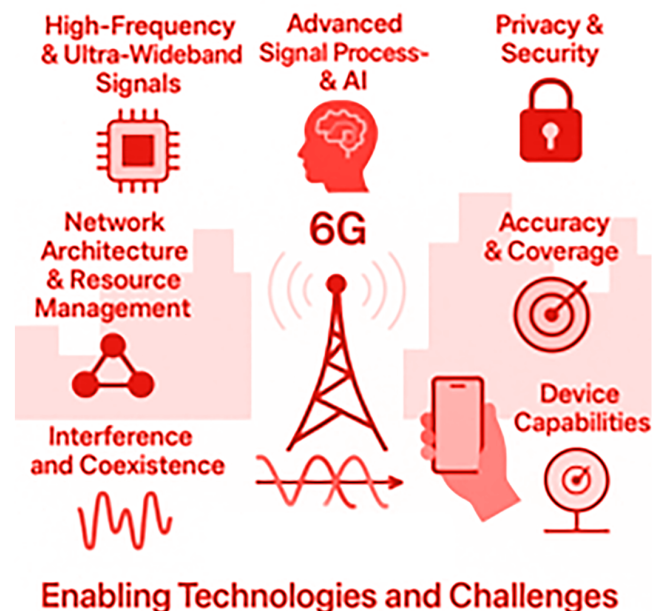 High-Frequency
& Ultra-Wideband
Signals
Advanced
Signal Process-
& AI
Privacy &
Security
Network
Architecture
& Resource
Management
6G
Accuracy
& Coverage
Interference
and Coexistence
Device
Capabilities
Enabling Technologies and Challenges